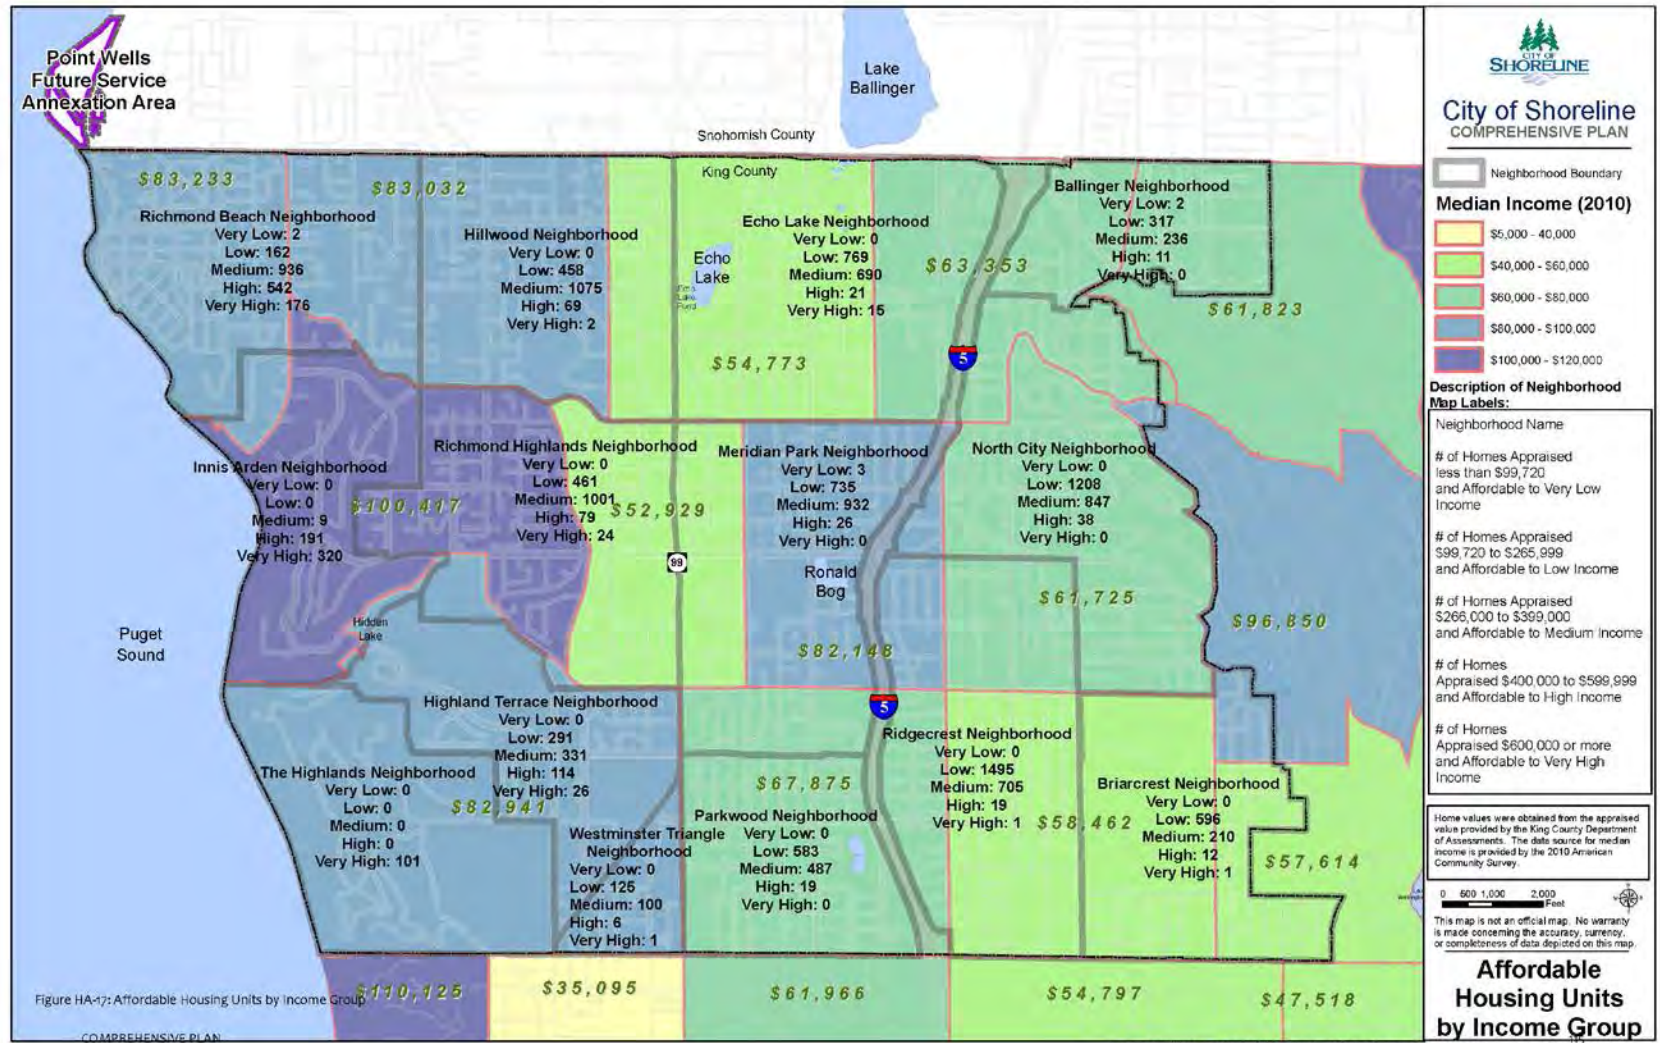 Point Wells
Future Service
Annexation Area
Lake
Ballinger
Snohomish County
King County
$83,233
$83,032
Richmond Beach Neighborhood
Very Low: 2
Low: 162
Medium: 936
High: 542
Very High: 176
Hillwood Neighborhood
Very Low: 0
Low: 458
Medium: 1075
High: 69
Very High: 2
Echo
Lake
Echo Lake Neighborhood
Very Low: 0
Low: 769
Medium: 690
High: 21
Very High: 15
$54,773
$63,353
Ballinger Neighborhood
Very Low: 2
Low: 317
Medium: 236
High: 11
Very High: 0
$61,823
5
Innis Arden Neighborhood
Very Low: 0
Low: 0
Medium: 9
High: 191
Very High: 320
$100,417
Richmond Highlands Neighborhood
Very Low: 0
Low: 461
Medium: 1001
High: 79
Very High: 24
$52,929
99
Meridian Park Neighborhood
Very Low: 3
Low: 735
Medium: 932
High: 26
Very High: 0
Ronald
Bog
$82,148
North City Neighborhood
Very Low: 0
Low: 1208
Medium: 847
High: 38
Very High: 0
$61,725
$96,850
Puget
Sound
Hidden
Lake
5
Highland Terrace Neighborhood
Very Low: 0
Low: 291
Medium: 331
High: 114
Very High: 26
The Highlands Neighborhood
Very Low: 0
Low: 0
Medium: 0
High: 0
Very High: 101
$82,941
Westminster Triangle
Neighborhood
Very Low: 0
Low: 125
Medium: 100
High: 6
Very High: 1
$67,875
Parkwood Neighborhood
Very Low: 0
Low: 583
Medium: 487
High: 19
Very High: 0
Ridgecrest Neighborhood
Very Low: 0
Low: 1495
Medium: 705
High: 19
Very High: 1
$58,462
Briarcrest Neighborhood
Very Low: 0
Low: 596
Medium: 210
High: 12
Very High: 1
$57,614
$110,125
$35,095
$61,966
$54,797
$47,518
Figure HA-17: Affordable Housing Units by Income Group
COMPREHENSIVE PLAN
CITY OF
SHORELINE
City of Shoreline
COMPREHENSIVE PLAN
Neighborhood Boundary
Median Income (2010)
$5,000 - 40,000
$40,000 - $60,000
$60,000 - $80,000
$80,000 - $100,000
$100,000 - $120,000
Description of Neighborhood
Map Labels:
Neighborhood Name
# of Homes Appraised
less than $99,720
and Affordable to Very Low
Income
# of Homes Appraised
$99,720 to $265,999
and Affordable to Low Income
# of Homes Appraised
$266,000 to $399,000
and Affordable to Medium Income
# of Homes
Appraised $400,000 to $599,999
and Affordable to High Income
# of Homes
Appraised $600,000 or more
and Affordable to Very High
Income
Home values were obtained from the appraised
value provided by the King County Department
of Assessments. The data source for median
income is provided by the 2010 American
Community Survey.
0 500 1,000 2,000
Feet
This map is not an official map. No warranty
is made concerning the accuracy, currency,
or completeness of data depicted on this map.
Affordable
Housing Units
by Income Group